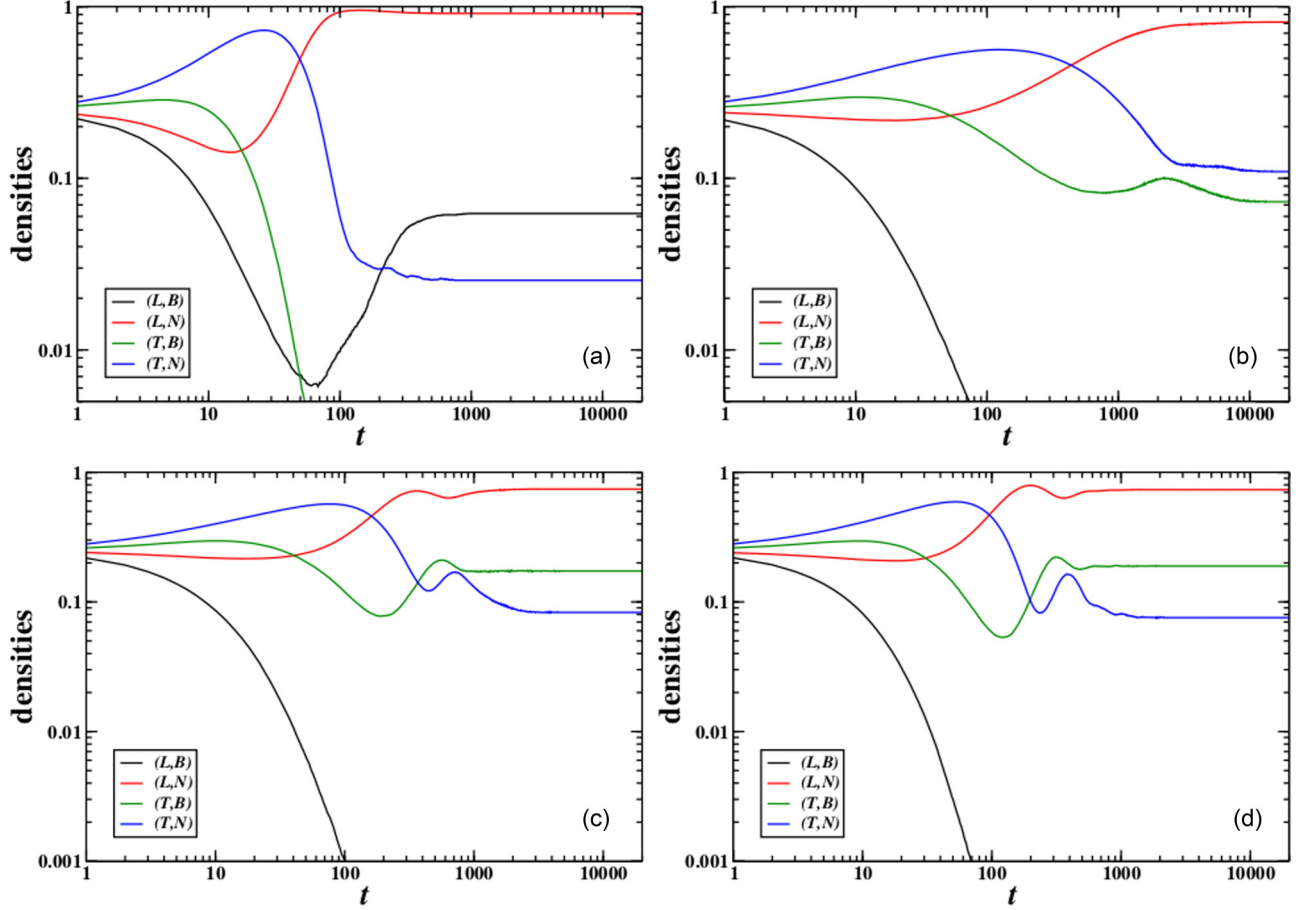 densities
1
0.1
0.01
(L,B)
(L,N)
(T,B)
(T,N)
(a)
1 10 100 1000 10000
t
densities
1
0.1
0.01
(L,B)
(L,N)
(T,B)
(T,N)
(b)
1 10 100 1000 10000
t
densities
1
0.1
0.01
0.001
(L,B)
(L,N)
(T,B)
(T,N)
(c)
1 10 100 1000 10000
t
densities
1
0.1
0.01
0.001
(L,B)
(L,N)
(T,B)
(T,N)
(d)
1 10 100 1000 10000
t